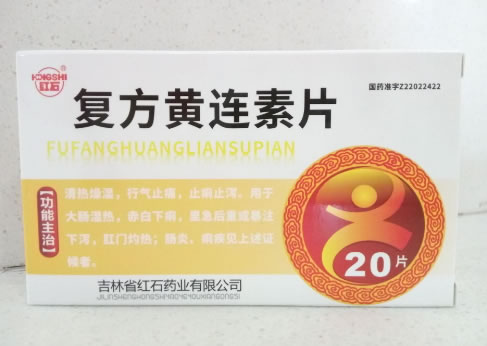 HONGSHI
红石
®
国药准字Z22022422
复方黄连素片
FUFANGHUANGLIANSUPIAN
【功能主治】
清热燥湿，行气止痛，止痢止泻。用于
大肠湿热，赤白下痢，里急后重或暴注
下泻，肛门灼热；肠炎、痢疾见上述证
候者。
20片
吉林省红石药业有限公司
JILINSHENGHONGSHIYAOYEYOUXIANGONGSI